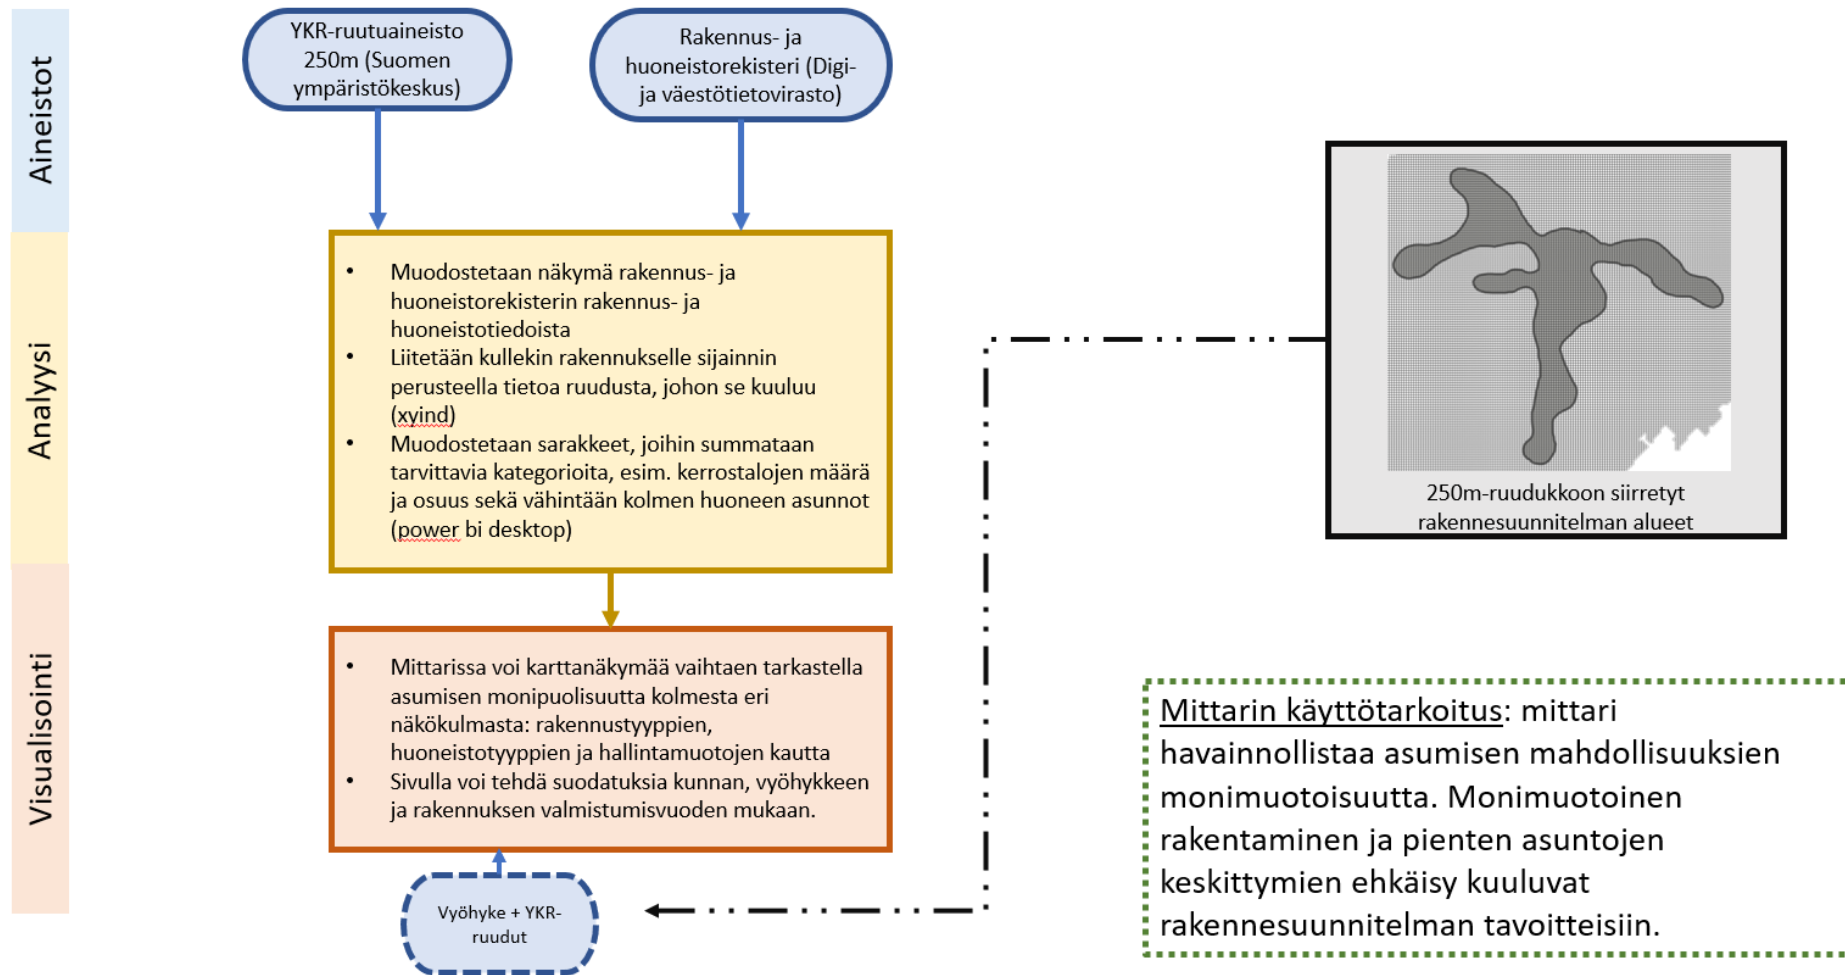 Aineistot
YKR-ruutuaineisto
250m (Suomen
ympäristökeskus)
Rakennus- ja
huoneistorekisteri (Digi-
ja väestötietovirasto)
Analyysi
• Muodostetaan näkymä rakennus- ja
huoneistorekisterin rakennus- ja
huoneistotiedoista
• Liitetään kullekin rakennukselle sijainnin
perusteella tietoa ruudusta, johon se kuuluu
(xyind)
• Muodostetaan sarakkeet, joihin summataan
tarvittavia kategorioita, esim. kerrostalojen määrä
ja osuus sekä vähintään kolmen huoneen asunnot
(power bi desktop)
250m-ruudukkoon siirretyt
rakennesuunnitelman alueet
Visualisointi
• Mittarissa voi karttanäkymää vaihtaen tarkastella
asumisen monipuolisuutta kolmesta eri
näkökulmasta: rakennustyyppien,
huoneistotyyppien ja hallintamuotojen kautta
• Sivulla voi tehdä suodatuksia kunnan, vyöhykkeen
ja rakennuksen valmistumisvuoden mukaan.
Vyöhyke + YKR-
ruudut
Mittarin käyttötarkoitus: mittari
havainnollistaa asumisen mahdollisuuksien
monimuotoisuutta. Monimuotoinen
rakentaminen ja pienten asuntojen
keskittymien ehkäisy kuuluvat
rakennesuunnitelman tavoitteisiin.